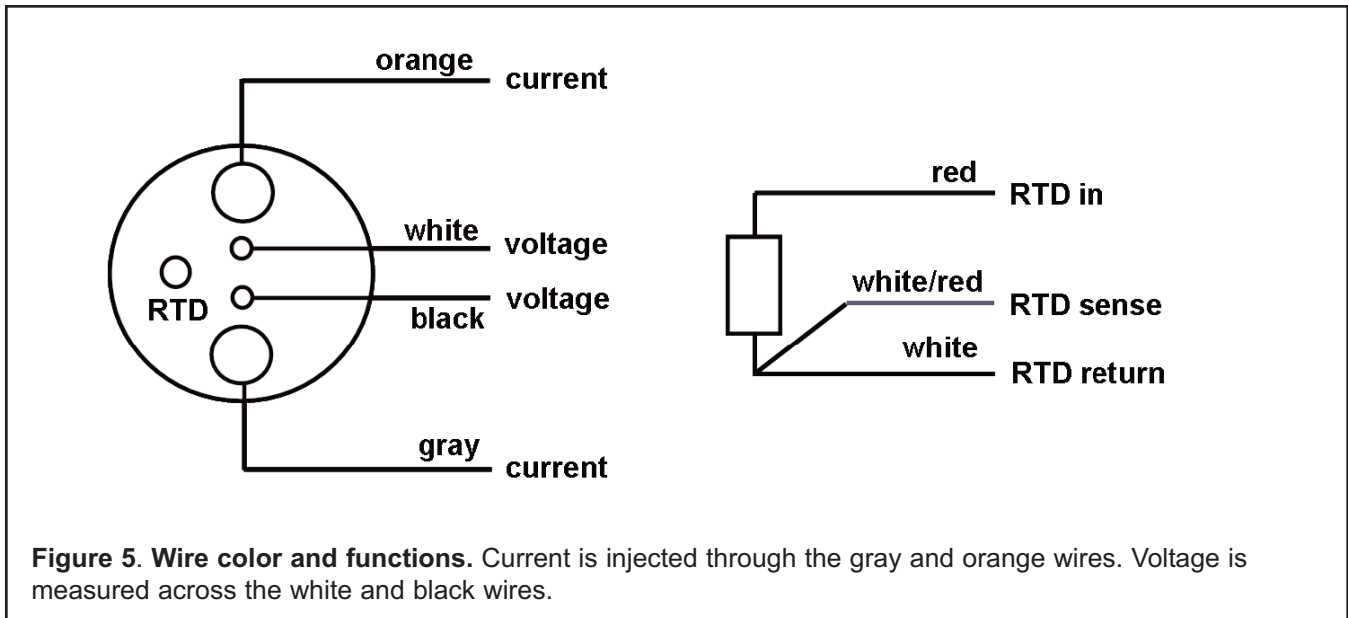 orange
current
white
voltage
RTD
black
voltage
gray
current
red
RTD in
white/red
RTD sense
white
RTD return
Figure 5. Wire color and functions. Current is injected through the gray and orange wires. Voltage is
measured across the white and black wires.